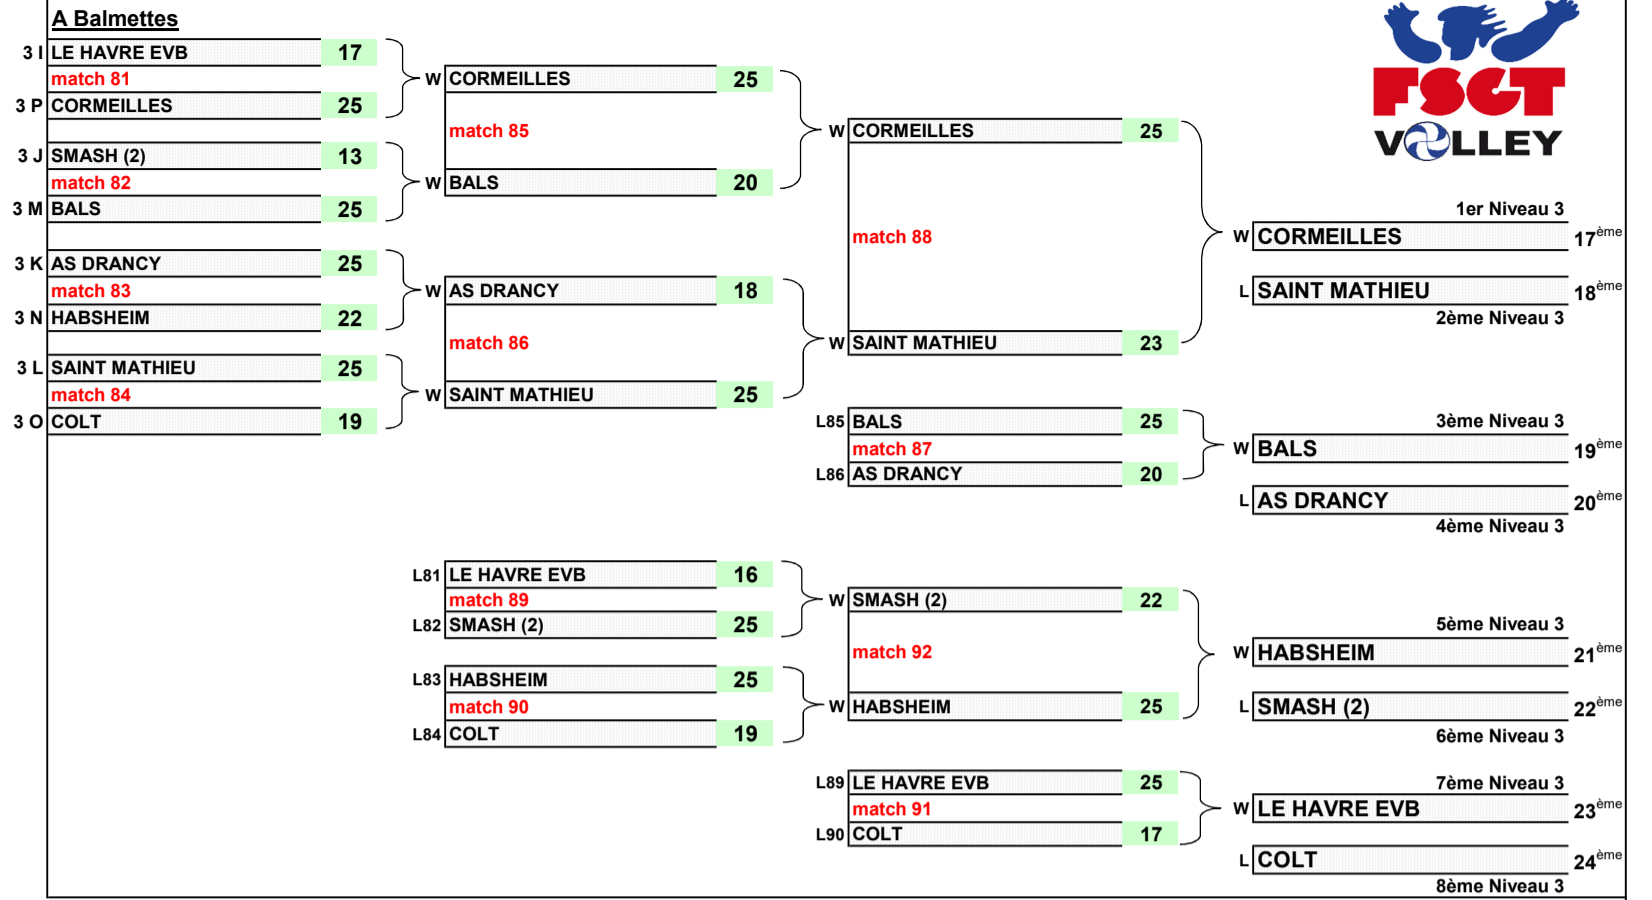 A Balmettes
3 I LE HAVRE EVB 17
match 81
3 P CORMEILLES 25
3 J SMASH (2) 13
match 82
3 M BALS 25
3 K AS DRANCY 25
match 83
3 N HABSHEIM 22
3 L SAINT MATHIEU 25
match 84
3 O COLT 19
W CORMEILLES 25
match 85
W BALS 20
W AS DRANCY 18
match 86
W SAINT MATHIEU 25
L81 LE HAVRE EVB 16
match 89
L82 SMASH (2) 25
L83 HABSHEIM 25
match 90
L84 COLT 19
W CORMEILLES 25
match 88
W SAINT MATHIEU 23
L85 BALS 25
match 87
L86 AS DRANCY 20
W SMASH (2) 22
match 92
W HABSHEIM 25
L89 LE HAVRE EVB 25
match 91
L90 COLT 17
FSGT
VOLLEY
1er Niveau 3
W CORMEILLES 17ème
L SAINT MATHIEU 18ème
2ème Niveau 3
3ème Niveau 3
W BALS 19ème
L AS DRANCY 20ème
4ème Niveau 3
5ème Niveau 3
W HABSHEIM 21ème
L SMASH (2) 22ème
6ème Niveau 3
7ème Niveau 3
W LE HAVRE EVB 23ème
L COLT 24ème
8ème Niveau 3